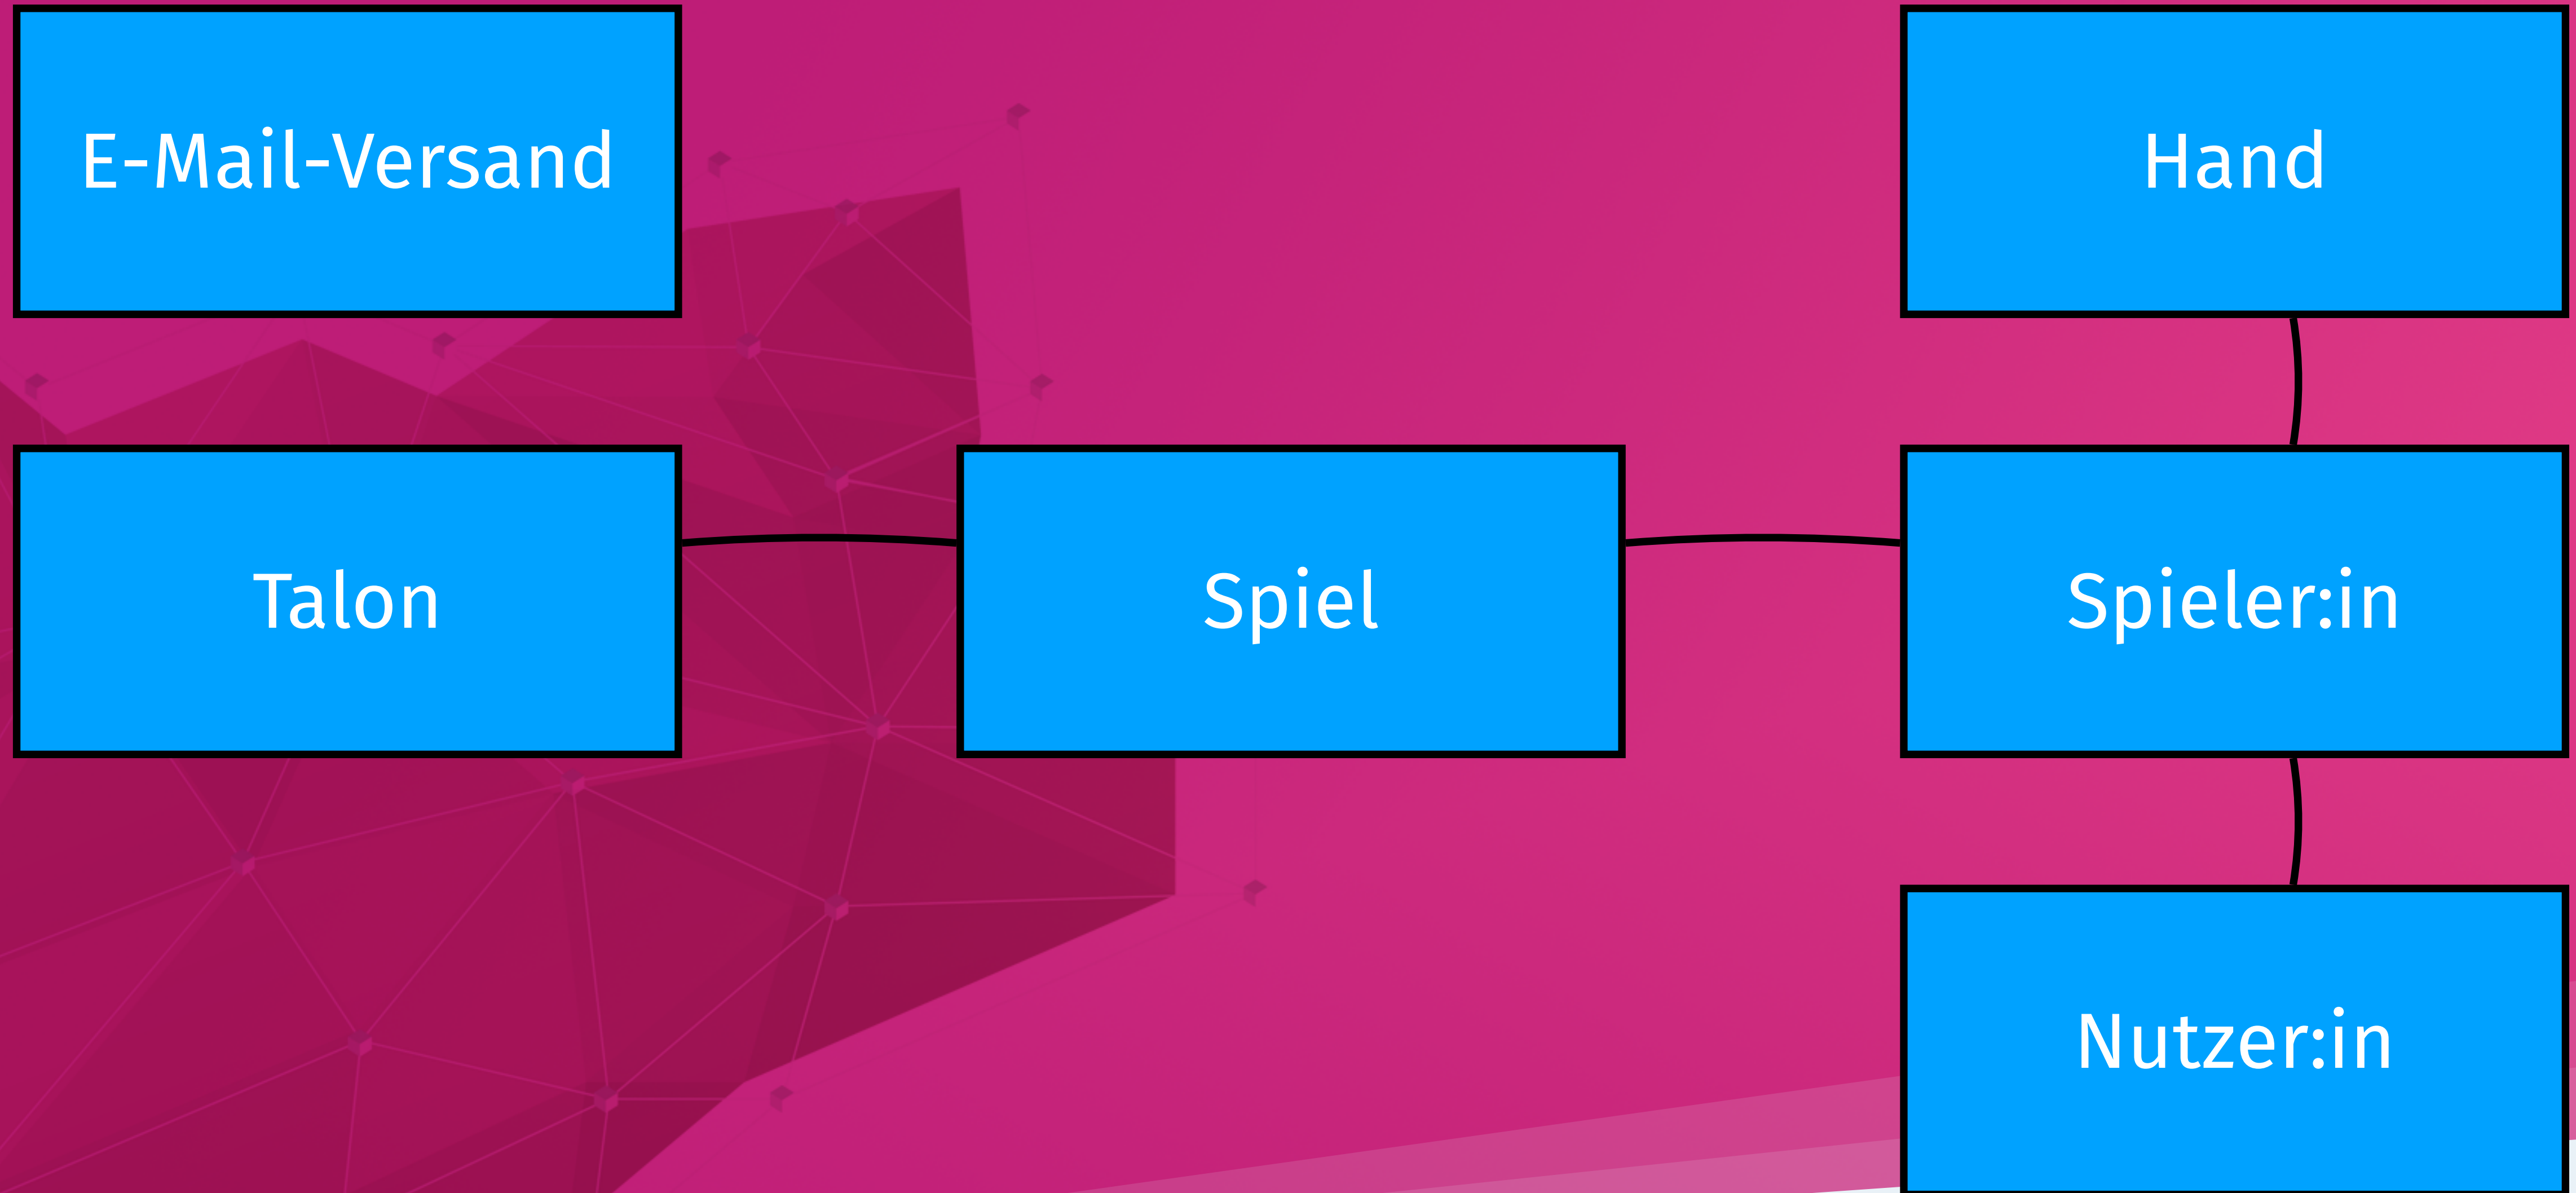 E-Mail-Versand
Hand
Talon
Spiel
Spieler:in
Nutzer:in